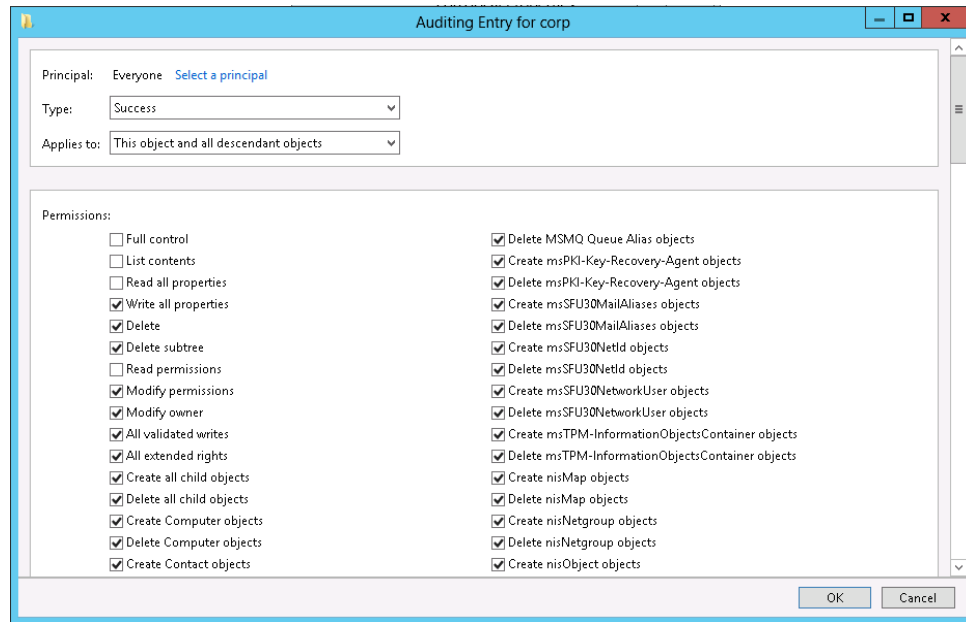 Auditing Entry for corp
Principal: Everyone Select a principal
Type: Success
Applies to: This object and all descendant objects
Permissions:
Full control
List contents
Read all properties
Write all properties
Delete
Delete subtree
Read permissions
Modify permissions
Modify owner
All validated writes
All extended rights
Create all child objects
Delete all child objects
Create Computer objects
Delete Computer objects
Create Contact objects
Delete MSMQ Queue Alias objects
Create msPKI-Key-Recovery-Agent objects
Delete msPKI-Key-Recovery-Agent objects
Create msSFU30MailAliases objects
Delete msSFU30MailAliases objects
Create msSFU30NetId objects
Delete msSFU30NetId objects
Create msSFU30NetworkUser objects
Delete msSFU30NetworkUser objects
Create msTPM-InformationObjectsContainer objects
Delete msTPM-InformationObjectsContainer objects
Create nisMap objects
Delete nisMap objects
Create nisNetgroup objects
Delete nisNetgroup objects
Create nisObject objects
OK Cancel